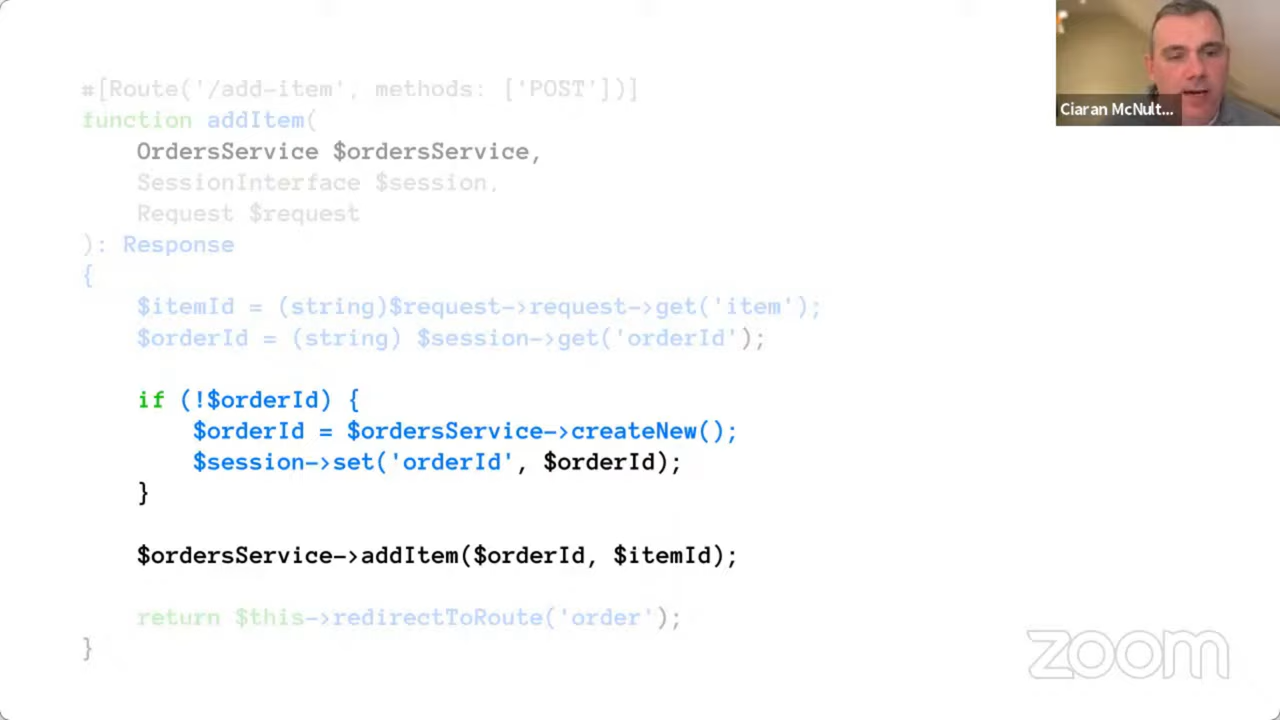 #[Route('/add-item', methods: ['POST'])]
function addItem(
OrdersService $ordersService,
SessionInterface $session,
Request $request
): Response
{
$itemId = (string)$request->request->get('item');
$orderId = (string) $session->get('orderId');
if (!$orderId) {
$orderId = $ordersService->createNew();
$session->set('orderId', $orderId);
}
$ordersService->addItem($orderId, $itemId);
return $this->redirectToRoute('order');
}
Ciaran McNult...
zoom